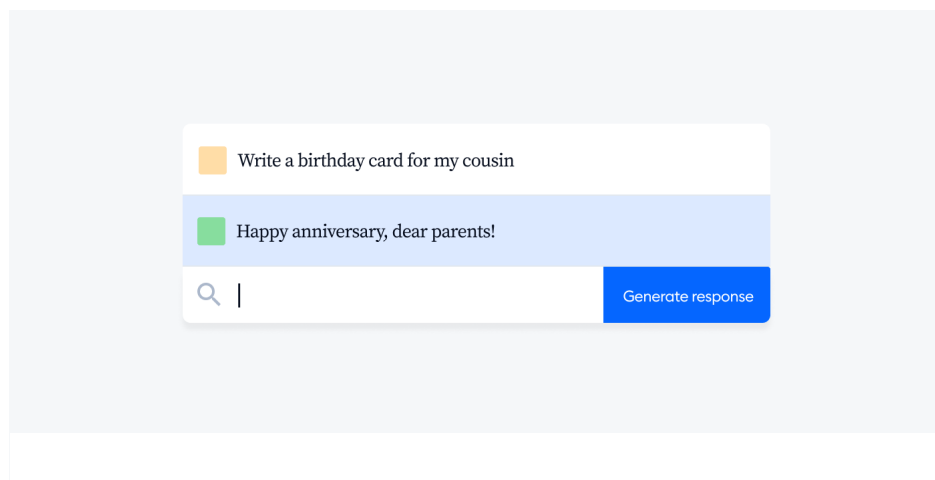 Write a birthday card for my cousin
Happy anniversary, dear parents!
Generate response